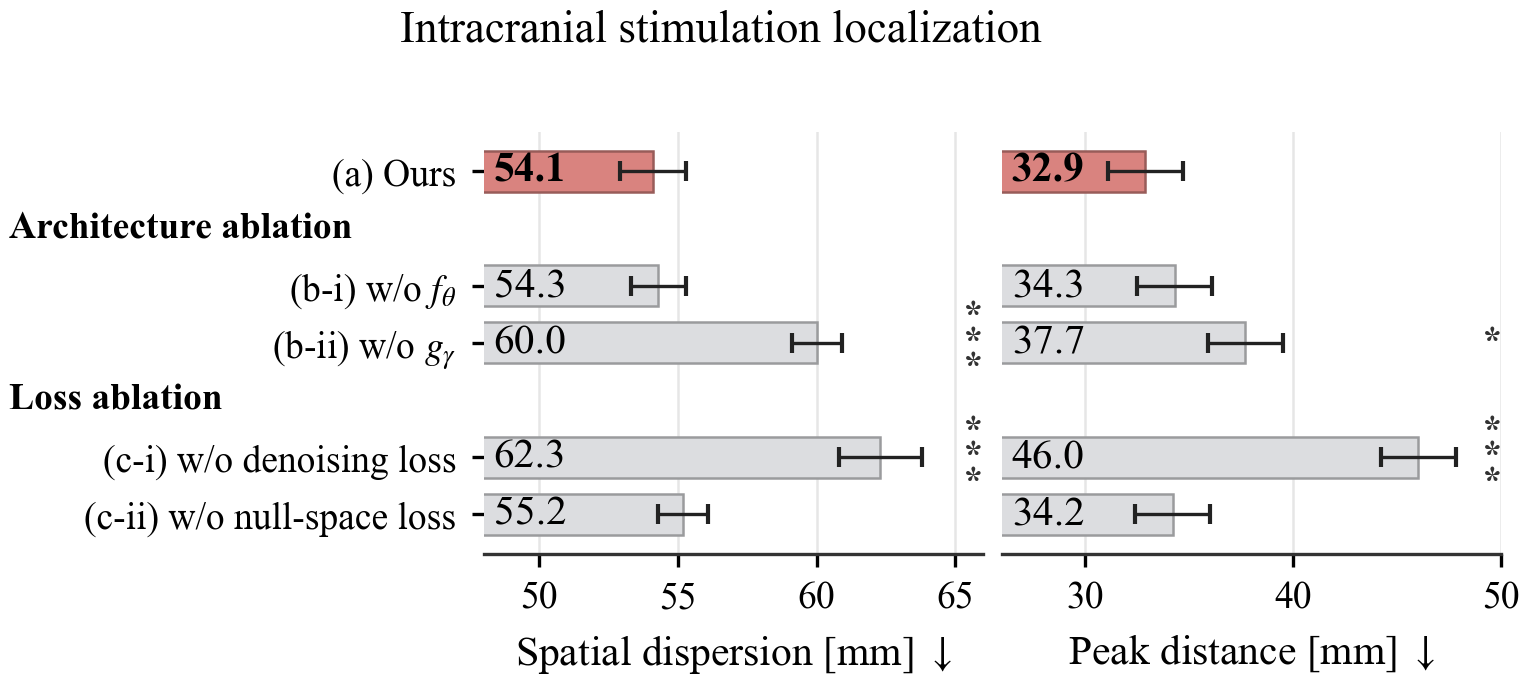 Intracranial stimulation localization
(a) Ours 54.1 32.9
Architecture ablation
(b-i) w/o fθ 54.3 34.3
(b-ii) w/o gγ 60.0 *** 37.7 *
Loss ablation
(c-i) w/o denoising loss 62.3 *** 46.0 ***
(c-ii) w/o null-space loss 55.2 34.2
50 55 60 65 30 40 50
Spatial dispersion [mm] ↓ Peak distance [mm] ↓